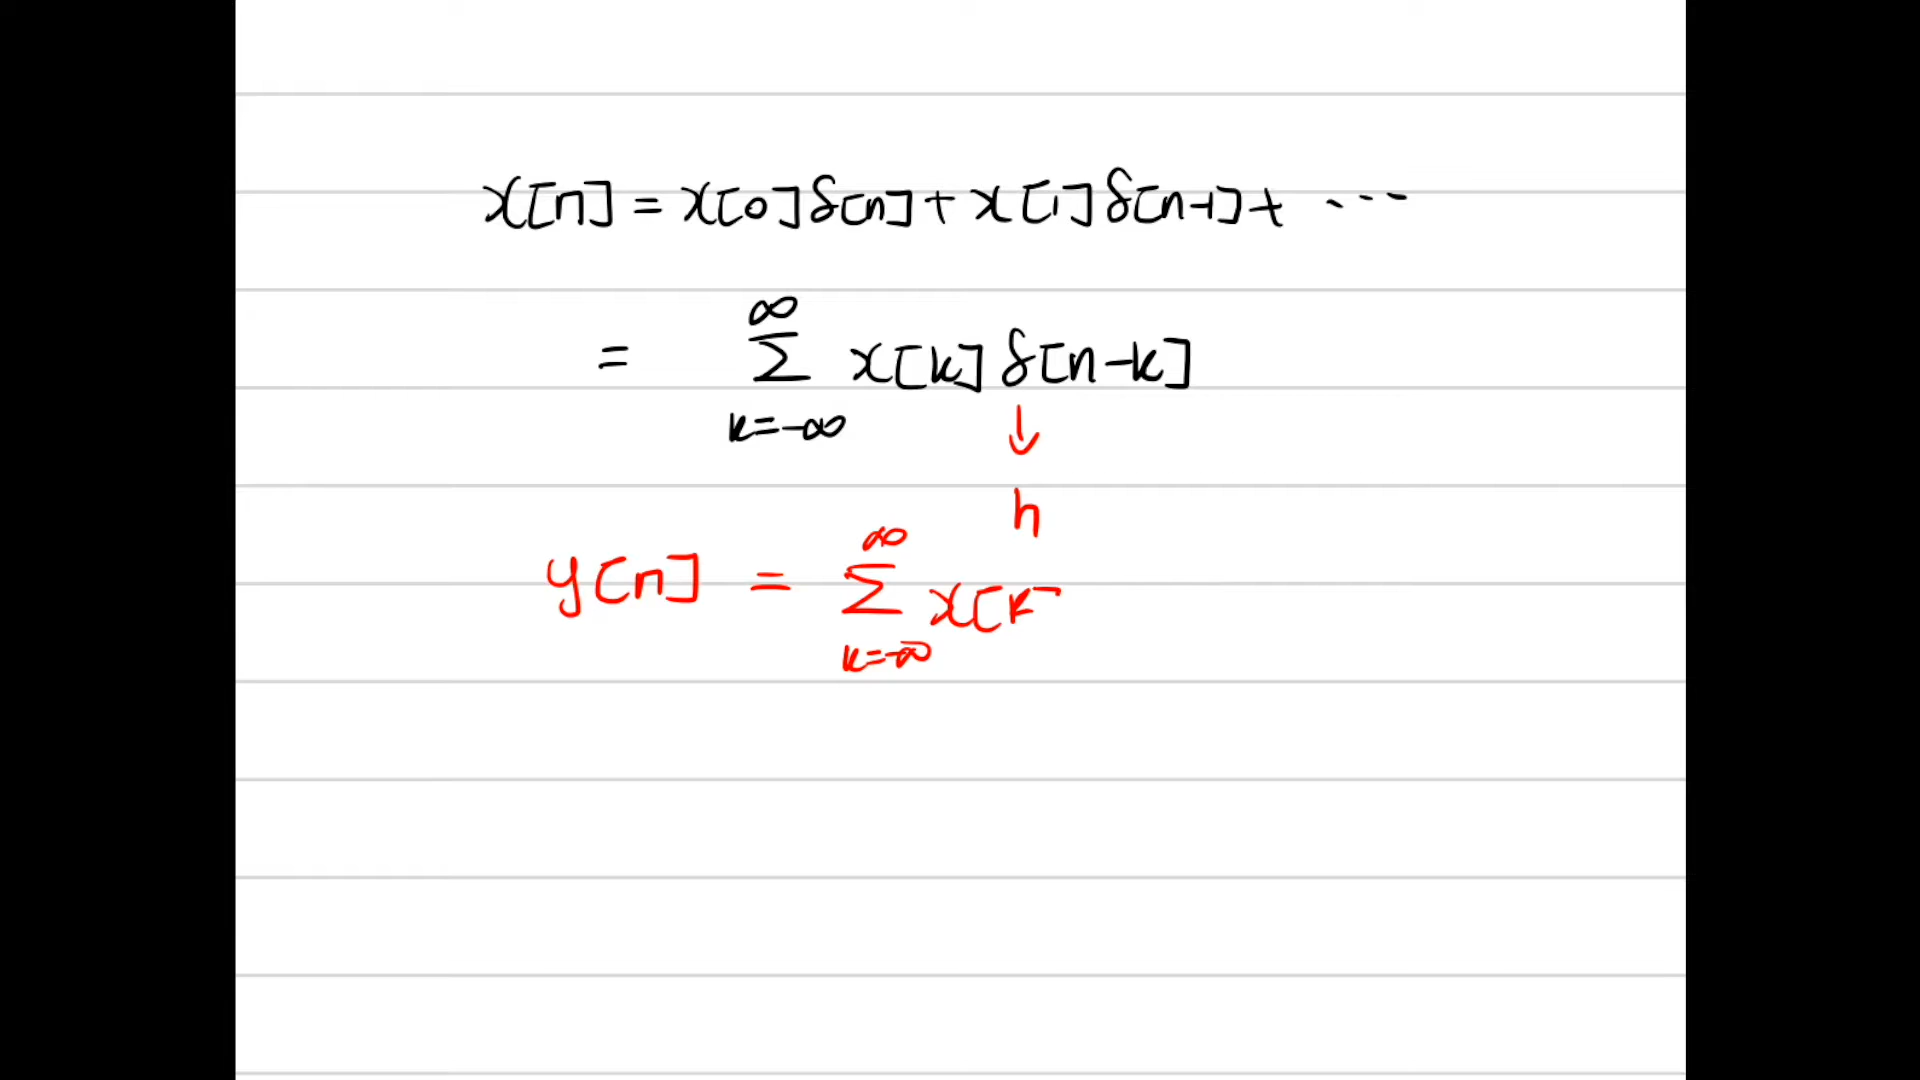 x[n] = x[0]δ[n] + x[1]δ[n-1] + ...
= ∞ Σ k=-∞ x[k] δ[n-k]
↓
h
y[n] = ∞ Σ k=-∞ x[k